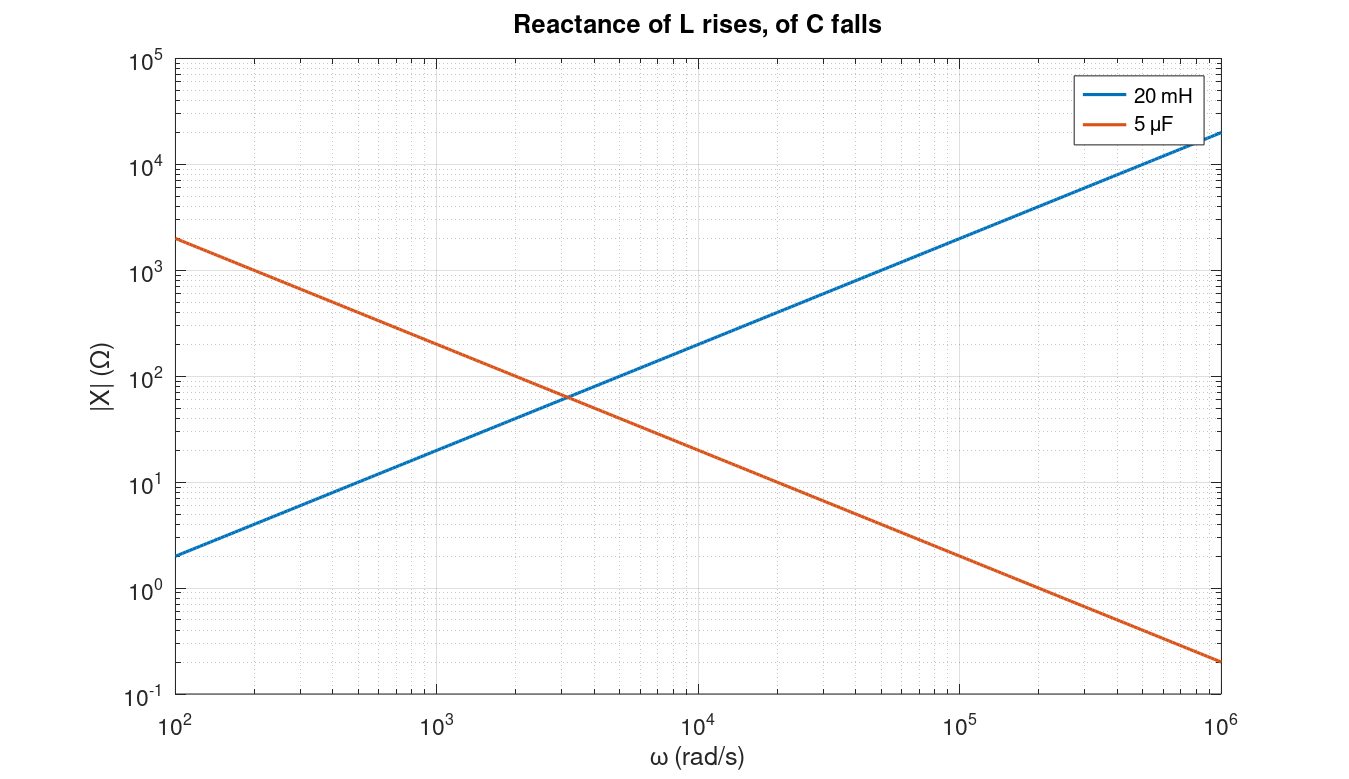 Reactance of L rises, of C falls
20 mH
5 µF
10^5
10^4
10^3
10^2
10^1
10^0
10^-1
|X| (Ω)
10^2 10^3 10^4 10^5 10^6
ω (rad/s)